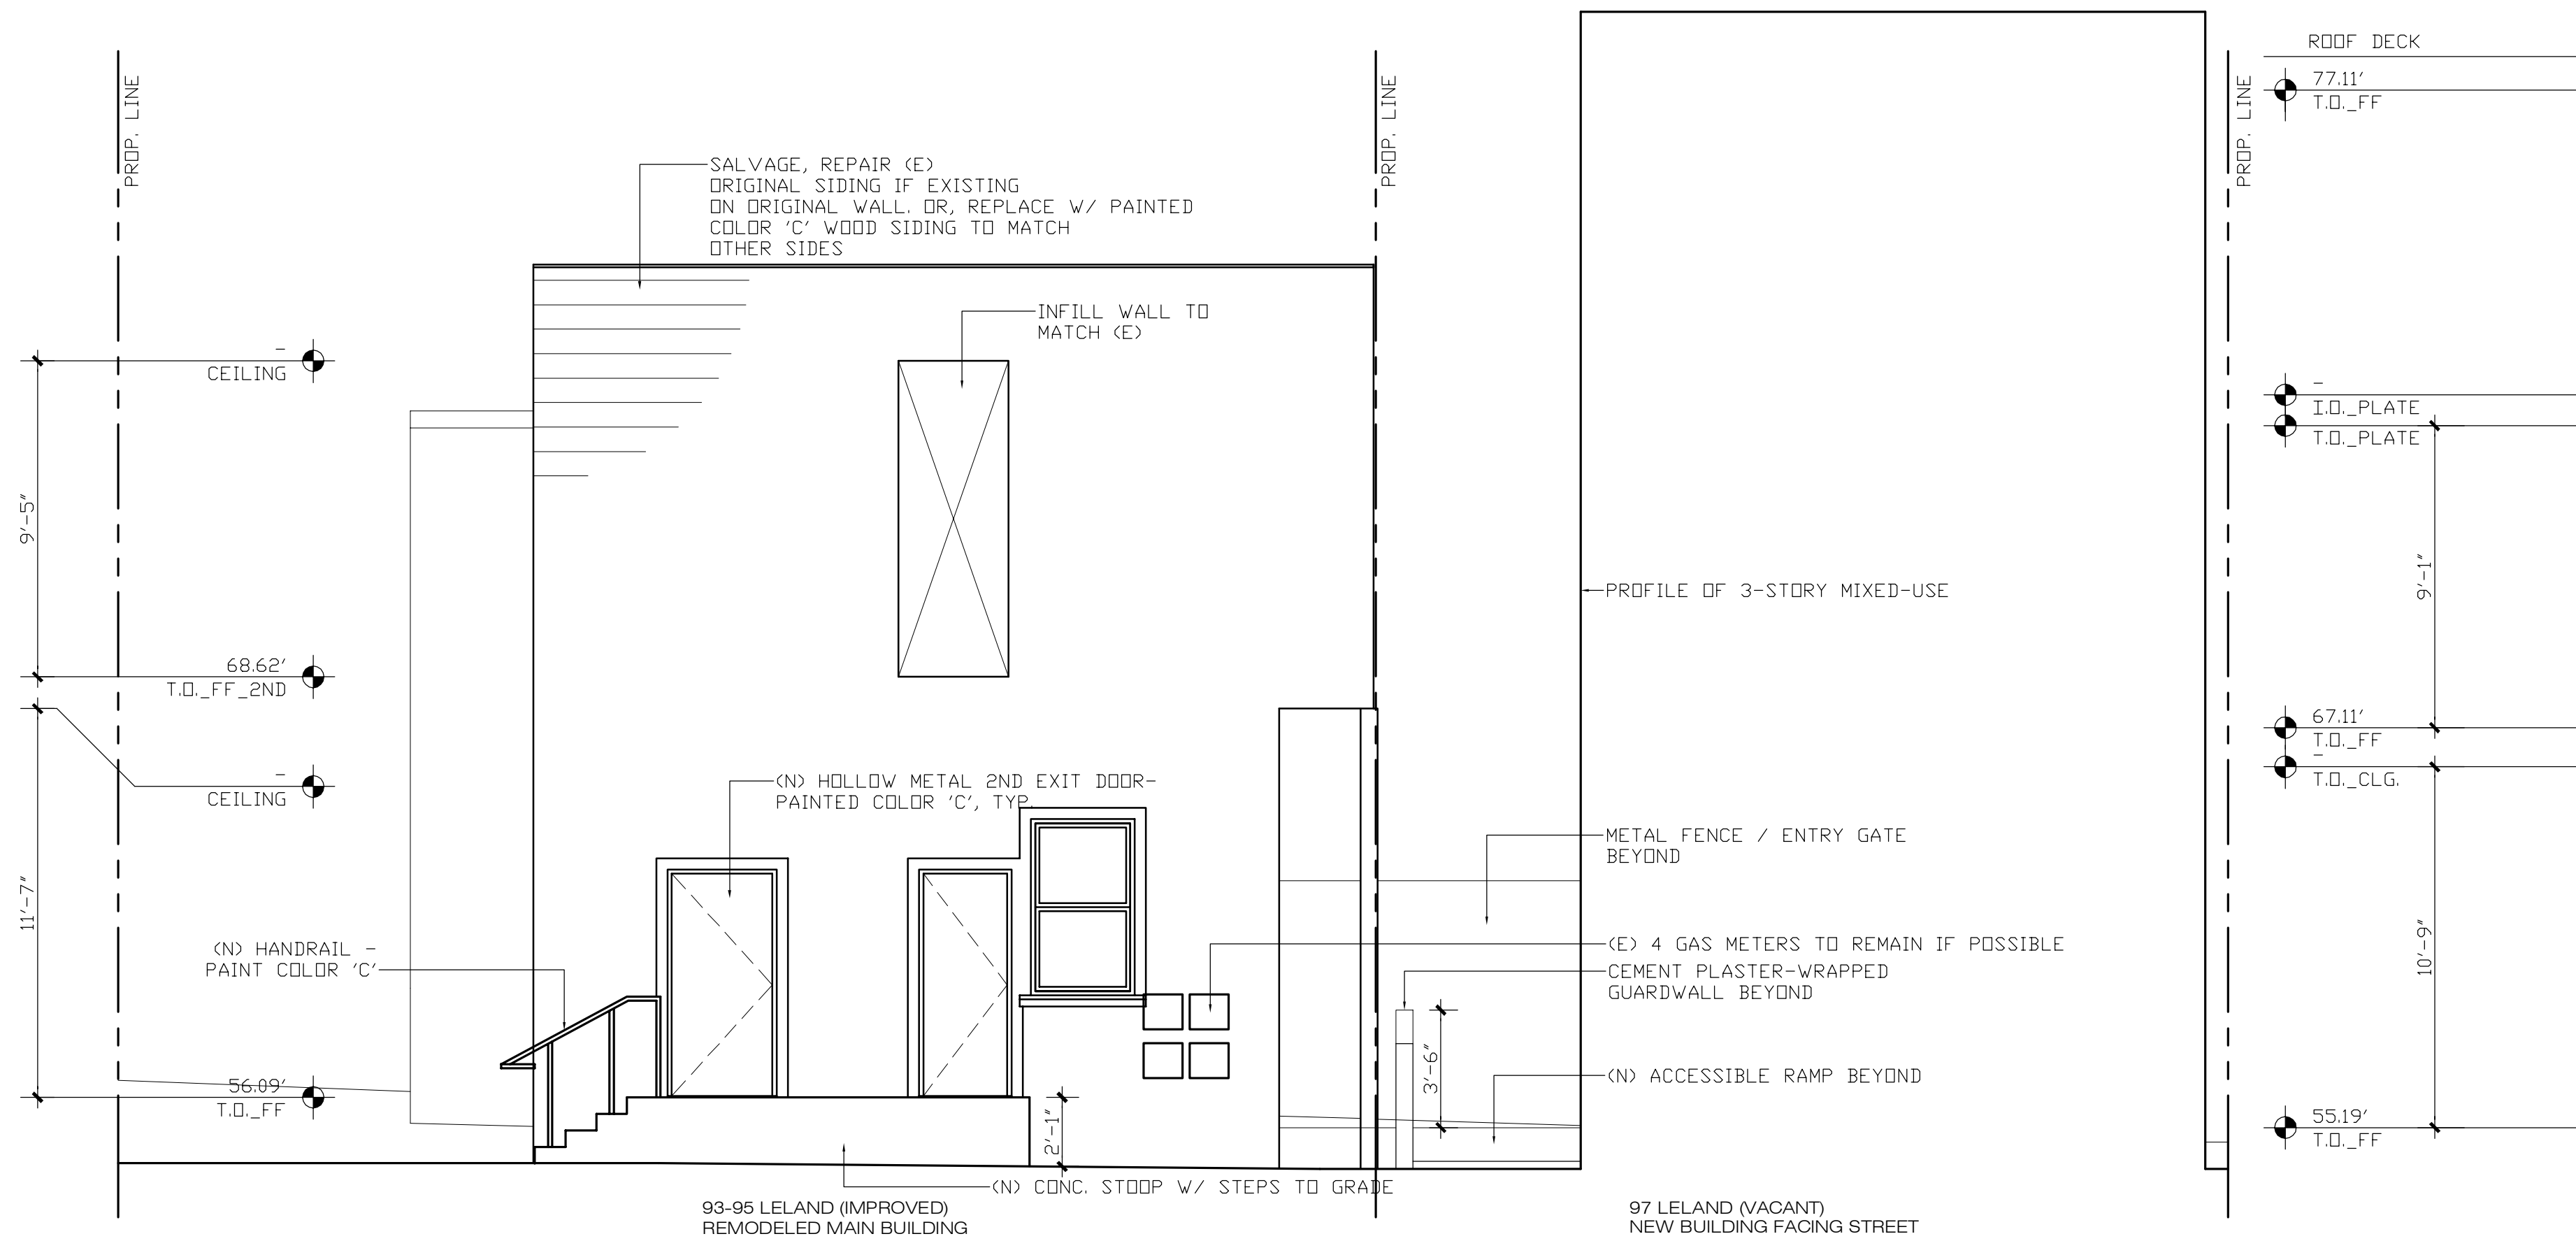 ROOF DECK
77.11'
T.O._FF
PROP. LINE
PROP. LINE
PROP. LINE
SALVAGE, REPAIR (E)
ORIGINAL SIDING IF EXISTING
ON ORIGINAL WALL. OR, REPLACE W/ PAINTED
COLOR 'C' WOOD SIDING TO MATCH
OTHER SIDES
INFILL WALL TO
MATCH (E)
-
CEILING
-
I.O._PLATE
T.O._PLATE
9'-5"
9'-1"
PROFILE OF 3-STORY MIXED-USE
68.62'
T.O._FF_2ND
67.11'
T.O._FF
-
T.O._CLG.
-
CEILING
(N) HOLLOW METAL 2ND EXIT DOOR-
PAINTED COLOR 'C', TYP.
METAL FENCE / ENTRY GATE
BEYOND
11'-7"
10'-9"
(N) HANDRAIL -
PAINT COLOR 'C'
(E) 4 GAS METERS TO REMAIN IF POSSIBLE
CEMENT PLASTER-WRAPPED
GUARDWALL BEYOND
3'-6"
(N) ACCESSIBLE RAMP BEYOND
56.09'
T.O._FF
55.19'
T.O._FF
2'-1"
(N) CONC. STOOP W/ STEPS TO GRADE
93-95 LELAND (IMPROVED)
REMODELED MAIN BUILDING
97 LELAND (VACANT)
NEW BUILDING FACING STREET